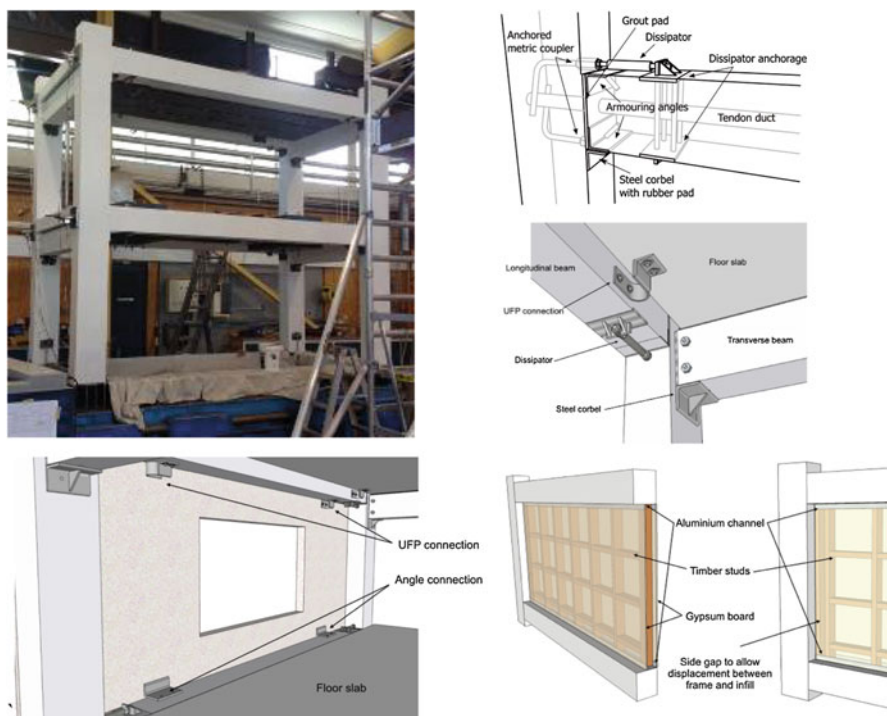 Grout pad
Dissipator
Anchored
metric coupler
Dissipator anchorage
Armouring angles
Tendon duct
Steel corbel
with rubber pad
Longitudinal beam
Floor slab
UFP connection
Transverse beam
Dissipator
Steel corbel
UFP connection
Angle connection
Floor slab
Aluminium channel
Timber studs
Gypsum board
Side gap to allow
displacement between
frame and infill